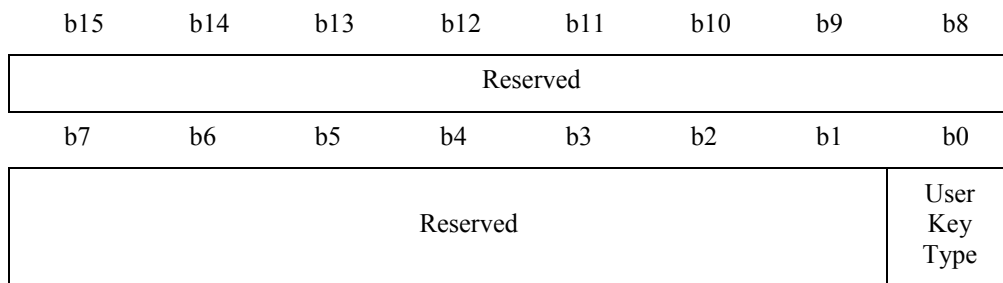 b15 b14 b13 b12 b11 b10 b9 b8
Reserved
b7 b6 b5 b4 b3 b2 b1 b0
Reserved
User
Key
Type